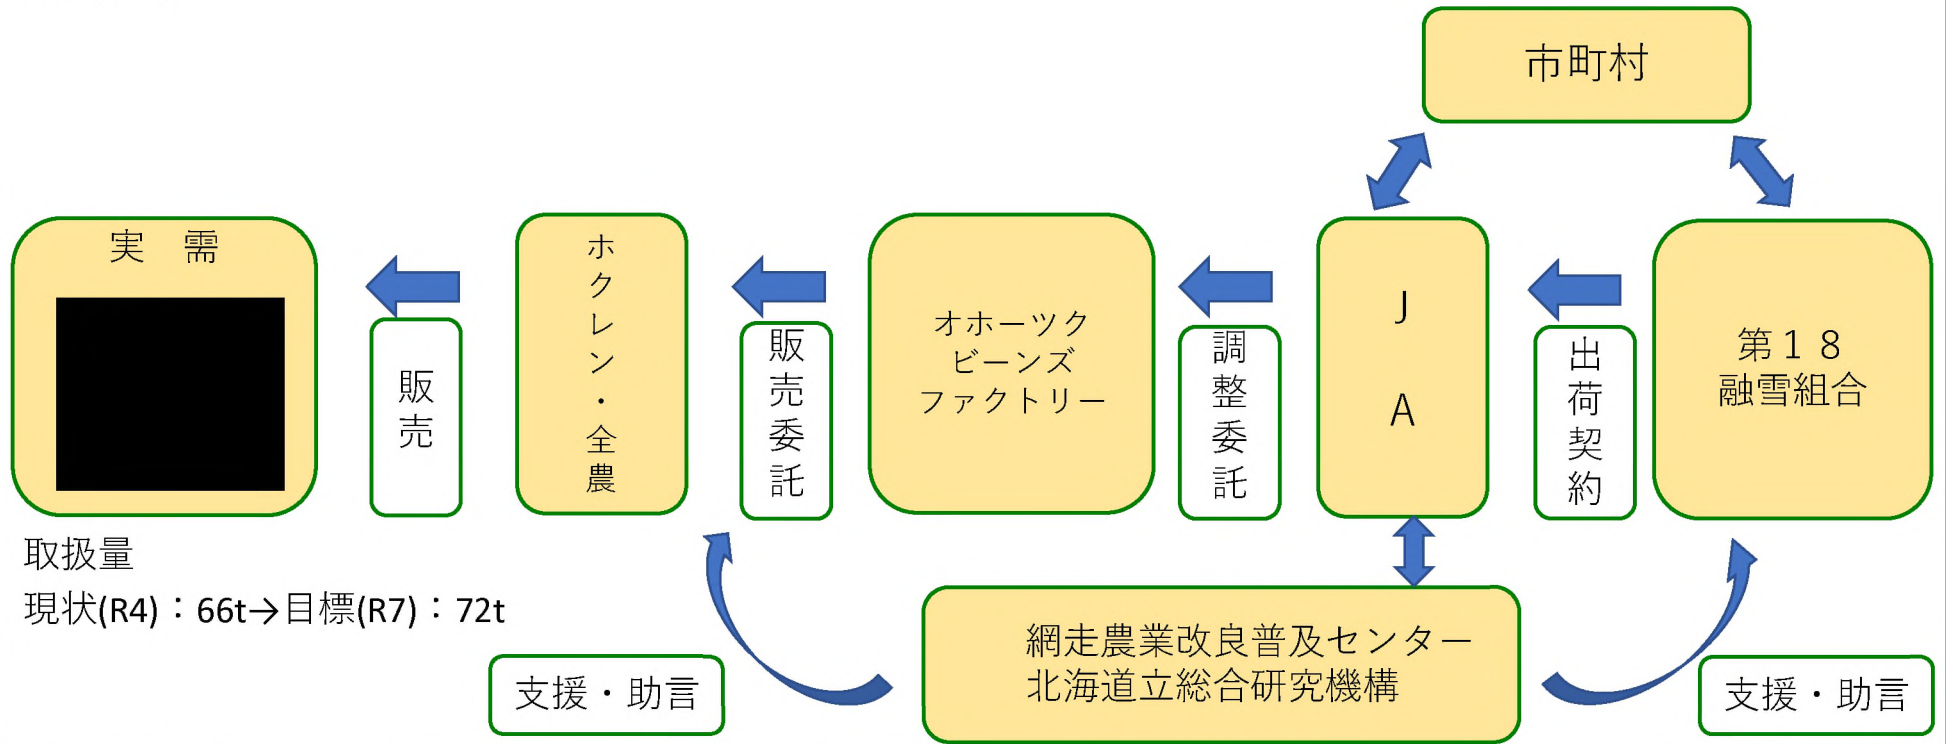 市町村
実　需
販売
ホクレン・全農
販売委託
オホーツク
ビーンズ
ファクトリー
調整委託
JA
出荷契約
第１８
融雪組合
取扱量
現状(R4)：66t→目標(R7)：72t
支援・助言
網走農業改良普及センター
北海道立総合研究機構
支援・助言